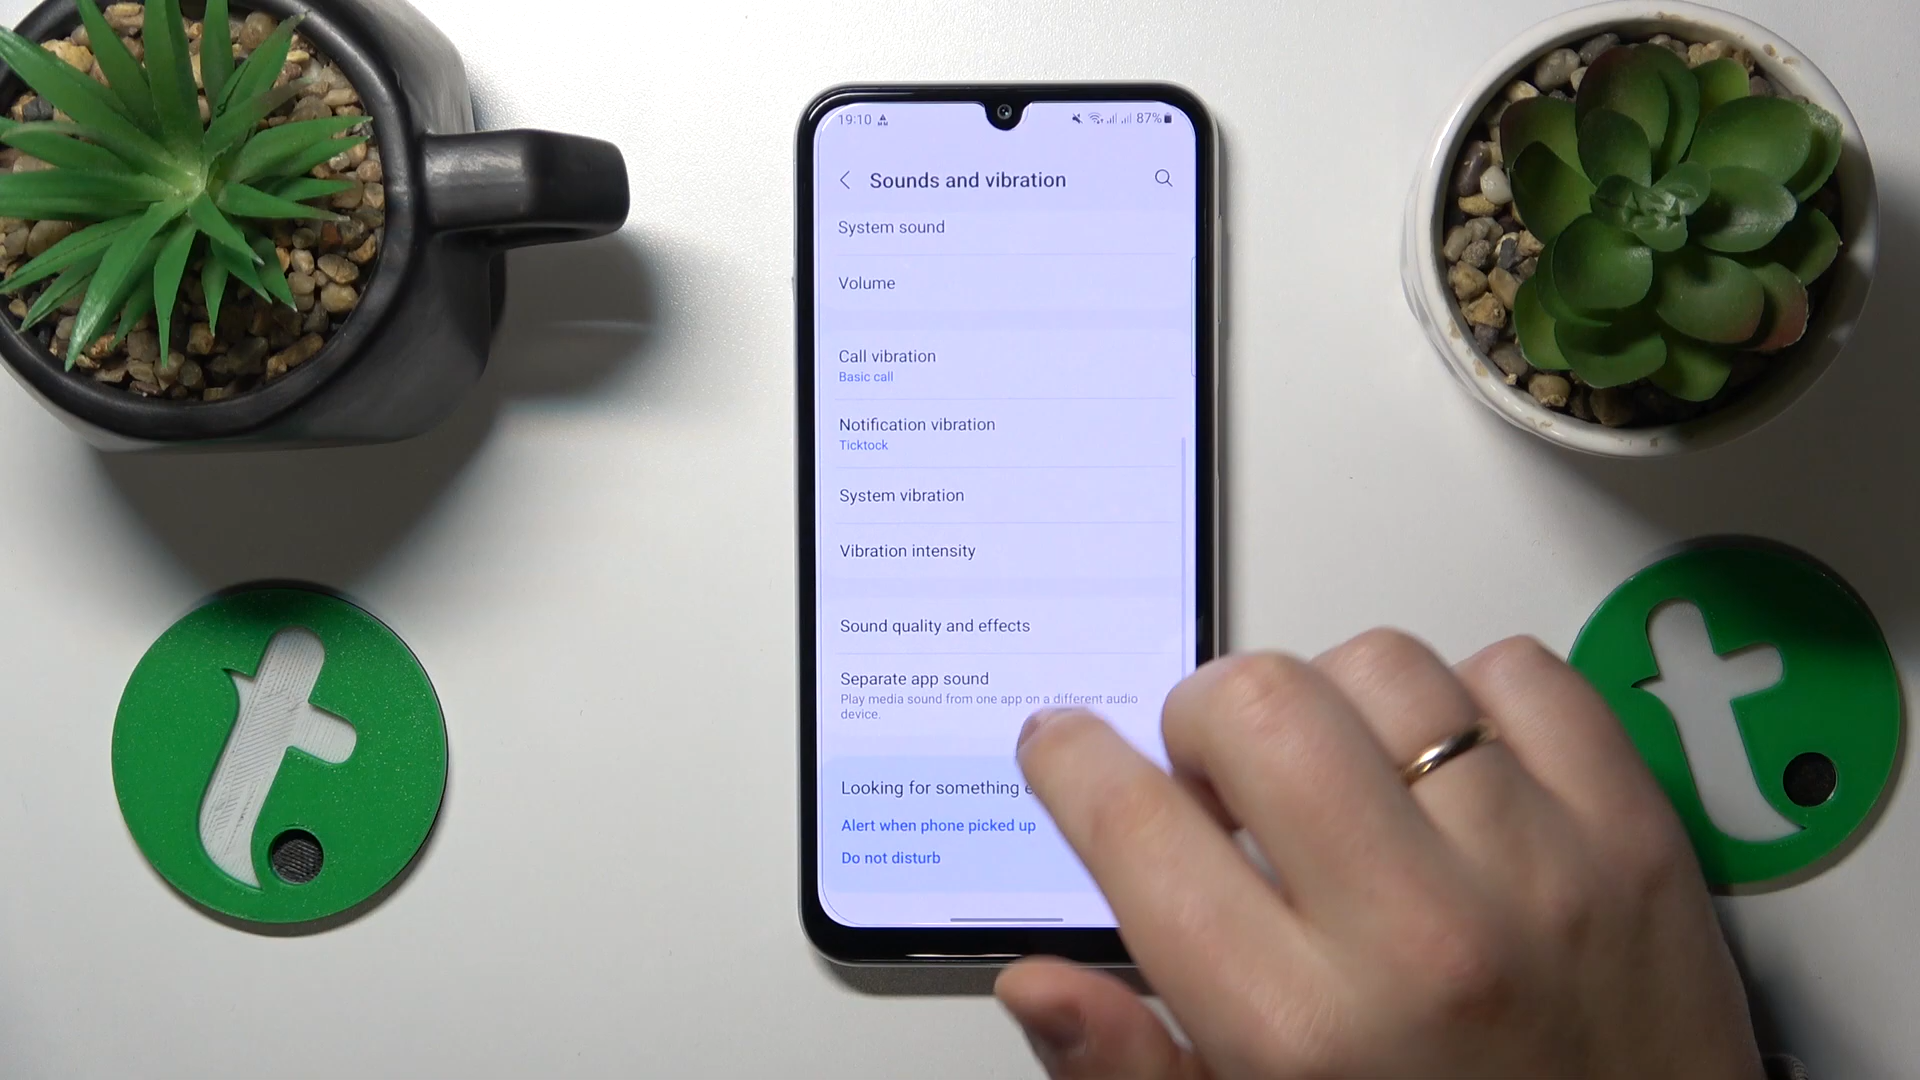 19:10 87%
Sounds and vibration
System sound
Volume
Call vibration
Basic call
Notification vibration
Ticktock
System vibration
Vibration intensity
Sound quality and effects
Separate app sound
Play media sound from one app on a different audio
device.
Looking for something
Alert when phone picked up
Do not disturb